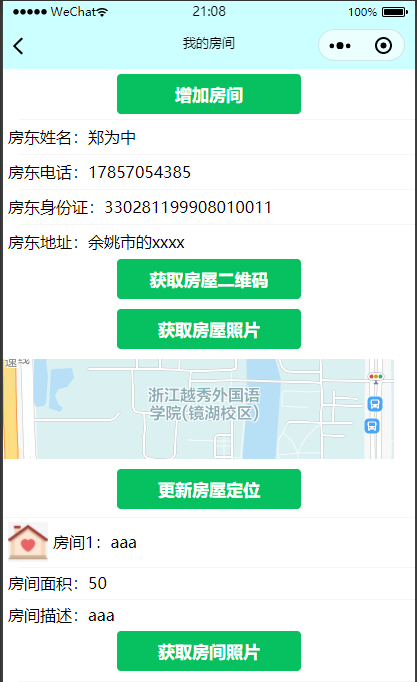 WeChat 21:08 100%
我的房间
增加房间
房东姓名：郑为中
房东电话：17857054385
房东身份证：330281199908010011
房东地址：余姚市的xxxx
获取房屋二维码
获取房屋照片
速线
浙江越秀外国语
学院(镜湖校区)
更新房屋定位
房间1：aaa
房间面积：50
房间描述：aaa
获取房间照片